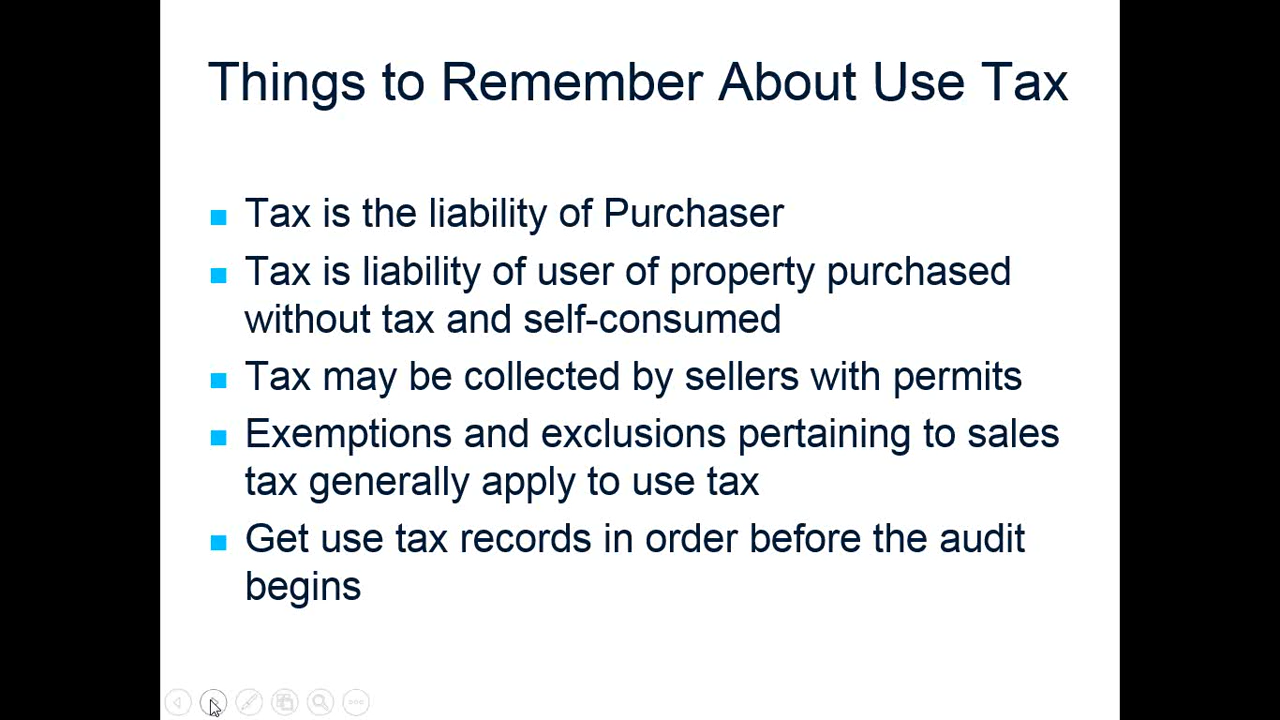 Things to Remember About Use Tax
Tax is the liability of Purchaser
Tax is liability of user of property purchased
without tax and self-consumed
Tax may be collected by sellers with permits
Exemptions and exclusions pertaining to sales
tax generally apply to use tax
Get use tax records in order before the audit
begins